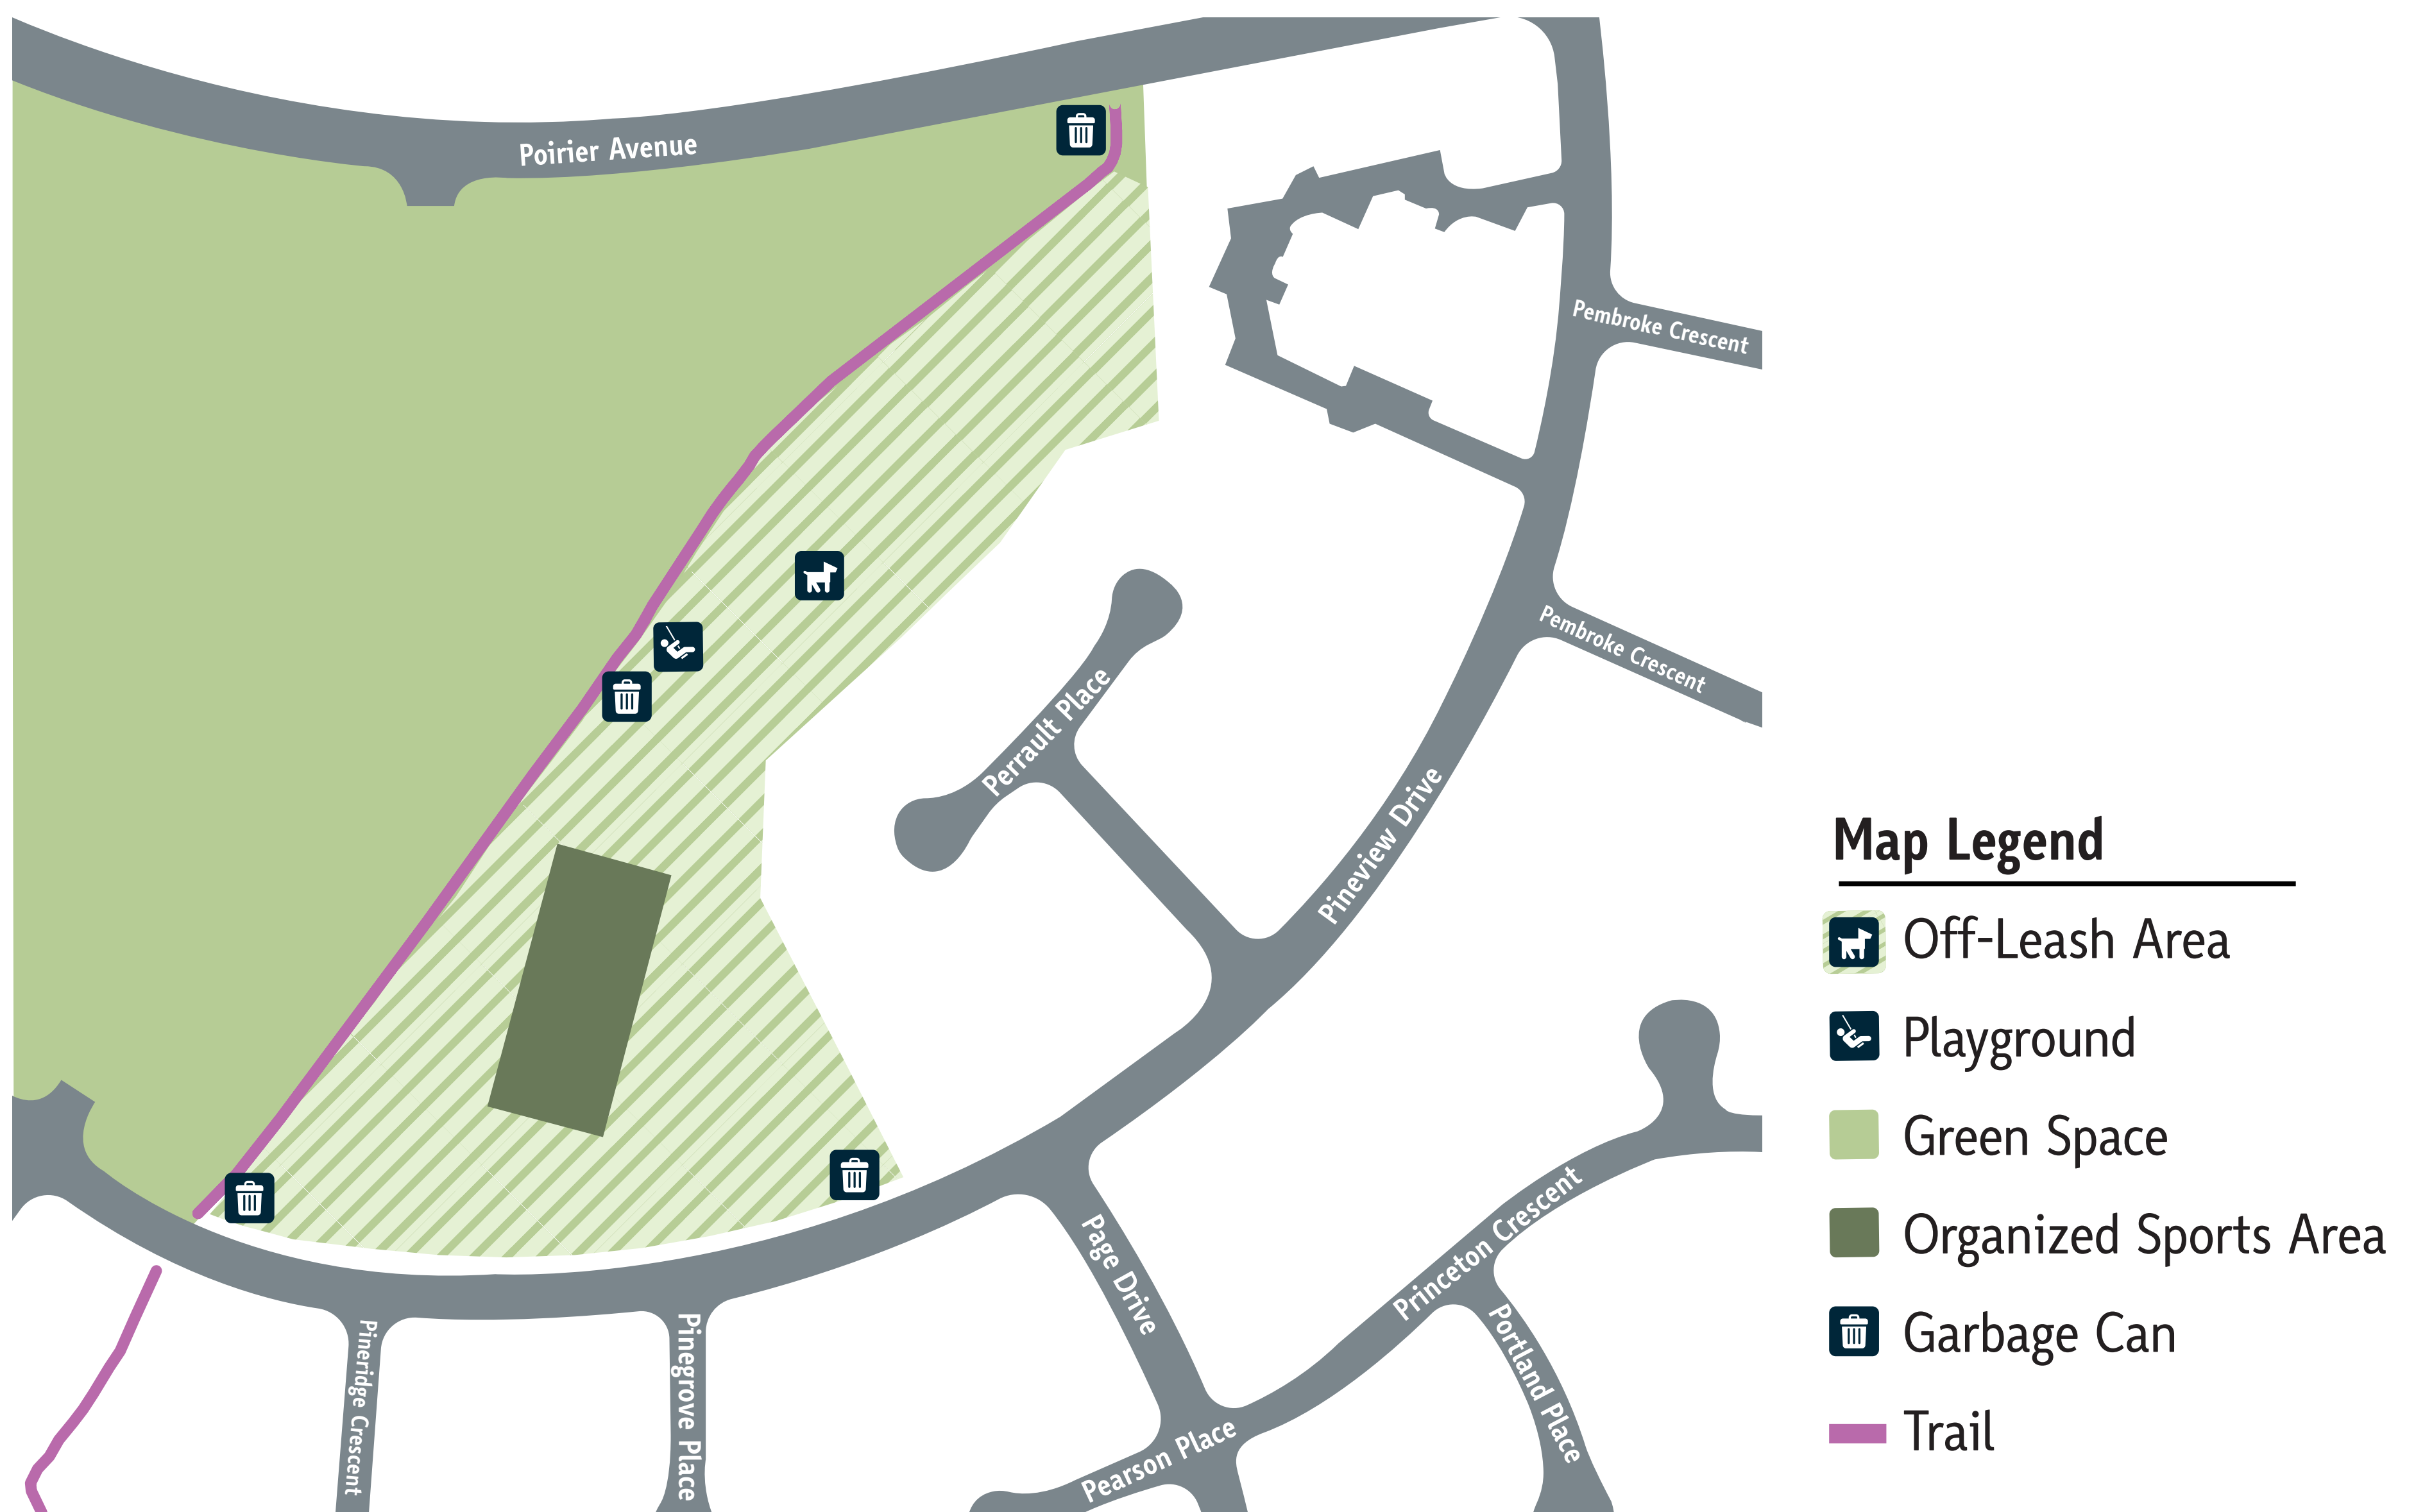 Poirier Avenue
Pembroke Crescent
Pembroke Crescent
Perrault Place
Pineview Drive
Page Drive
Princeton Crescent
Portland Place
Pineridge Crescent
Pinegrove Place
Pearson Place
Map Legend
Off-Leash Area
Playground
Green Space
Organized Sports Area
Garbage Can
Trail